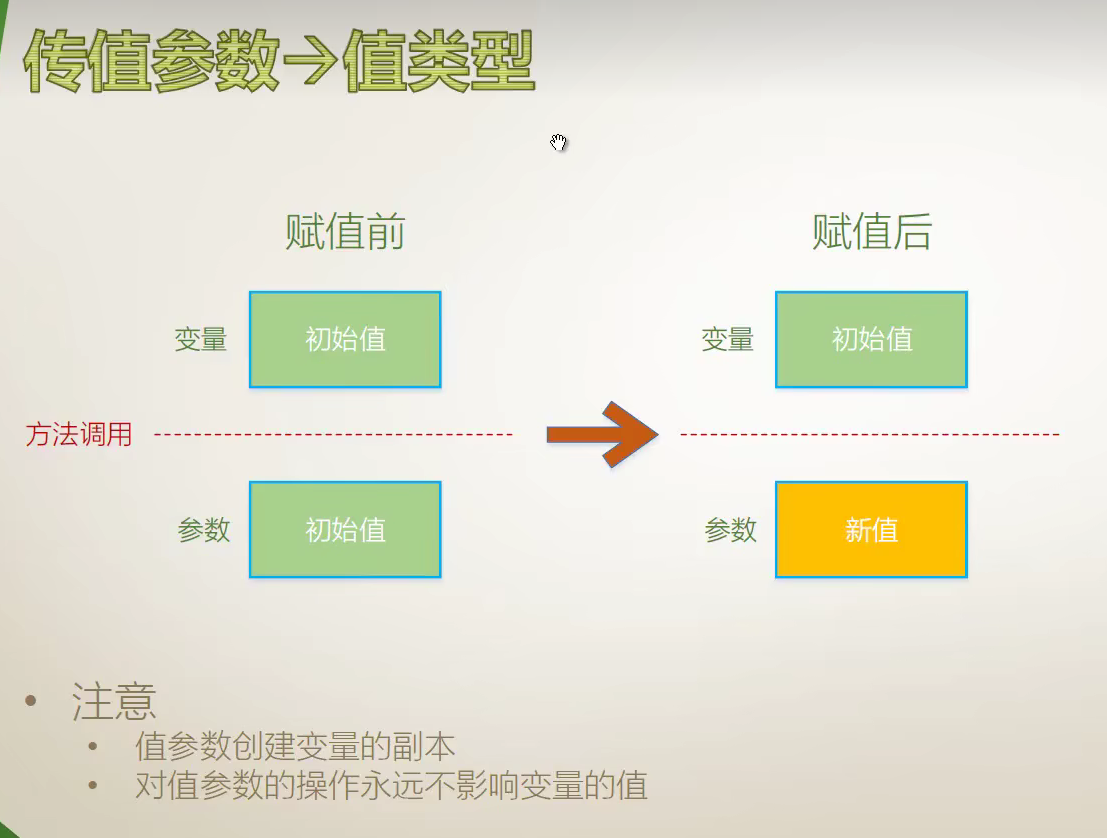 传值参数→值类型
赋值前
赋值后
变量
初始值
变量
初始值
方法调用
参数
初始值
参数
新值
• 注意
• 值参数创建变量的副本
• 对值参数的操作永远不影响变量的值